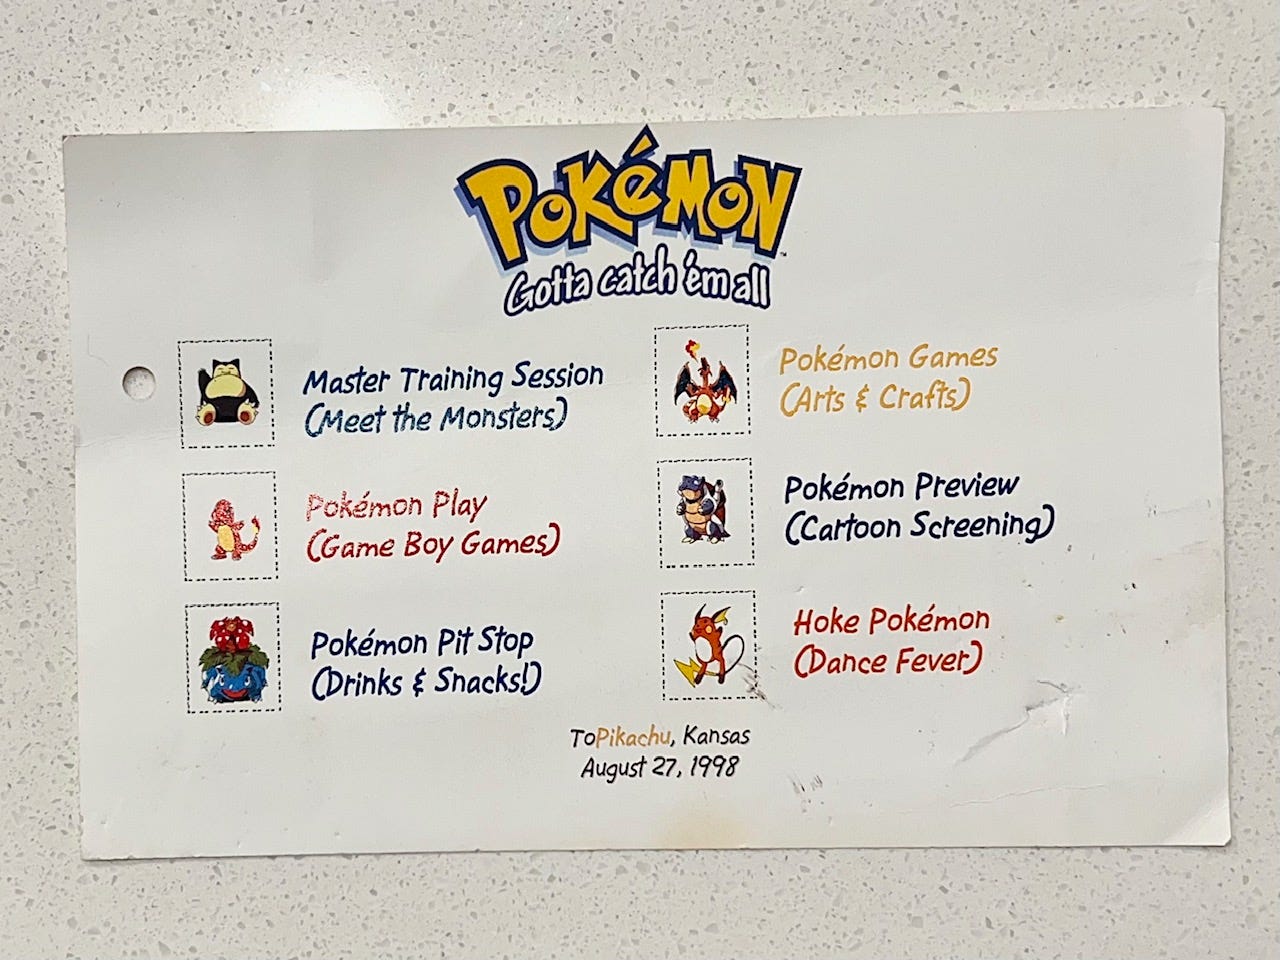 POKéMON
Gotta catch 'em all
Master Training Session
(Meet the Monsters)
Pokémon Play
(Game Boy Games)
Pokémon Pit Stop
(Drinks & Snacks!)
Pokémon Games
(Arts & Crafts)
Pokémon Preview
(Cartoon Screening)
Hoke Pokémon
(Dance Fever)
ToPikachu, Kansas
August 27, 1998